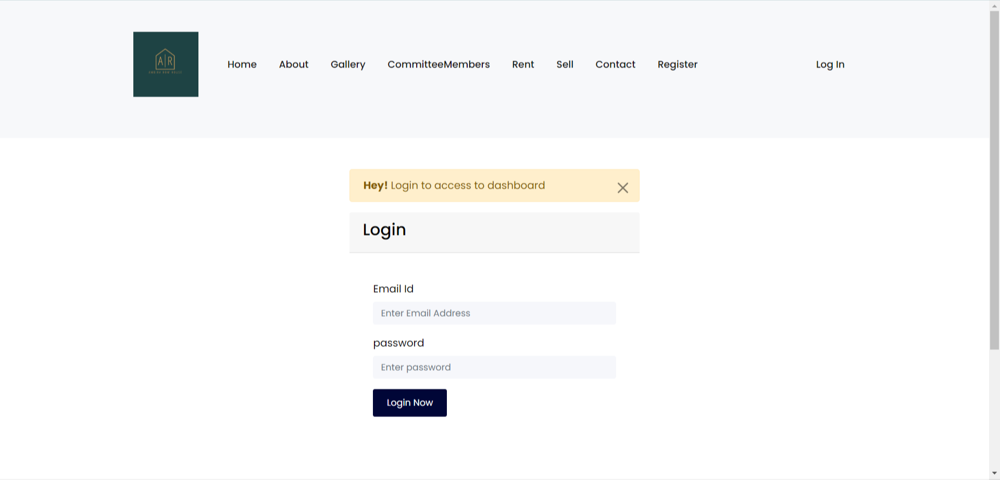 A|R
Home About Gallery CommitteeMembers Rent Sell Contact Register Log In
Hey! Login to access to dashboard
Login
Email Id
Enter Email Address
password
Enter password
Login Now